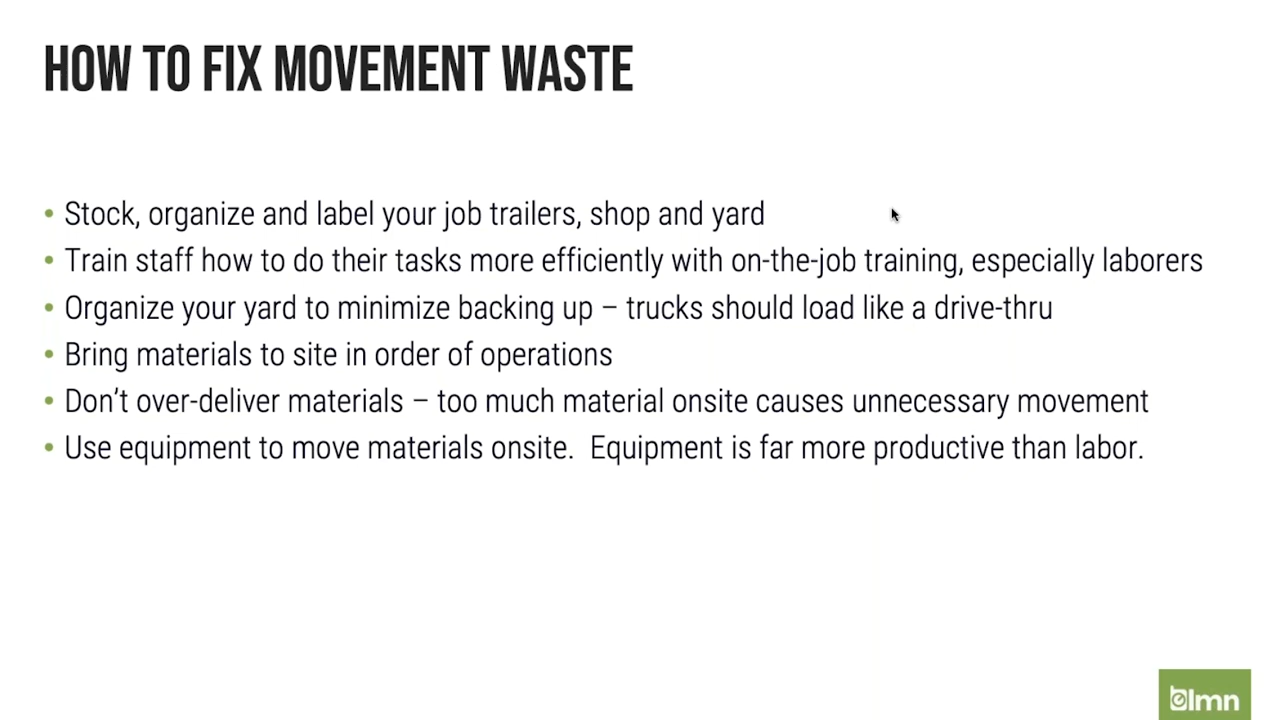 HOW TO FIX MOVEMENT WASTE
• Stock, organize and label your job trailers, shop and yard
• Train staff how to do their tasks more efficiently with on-the-job training, especially laborers
• Organize your yard to minimize backing up – trucks should load like a drive-thru
• Bring materials to site in order of operations
• Don’t over-deliver materials – too much material onsite causes unnecessary movement
• Use equipment to move materials onsite.  Equipment is far more productive than labor.
lmn